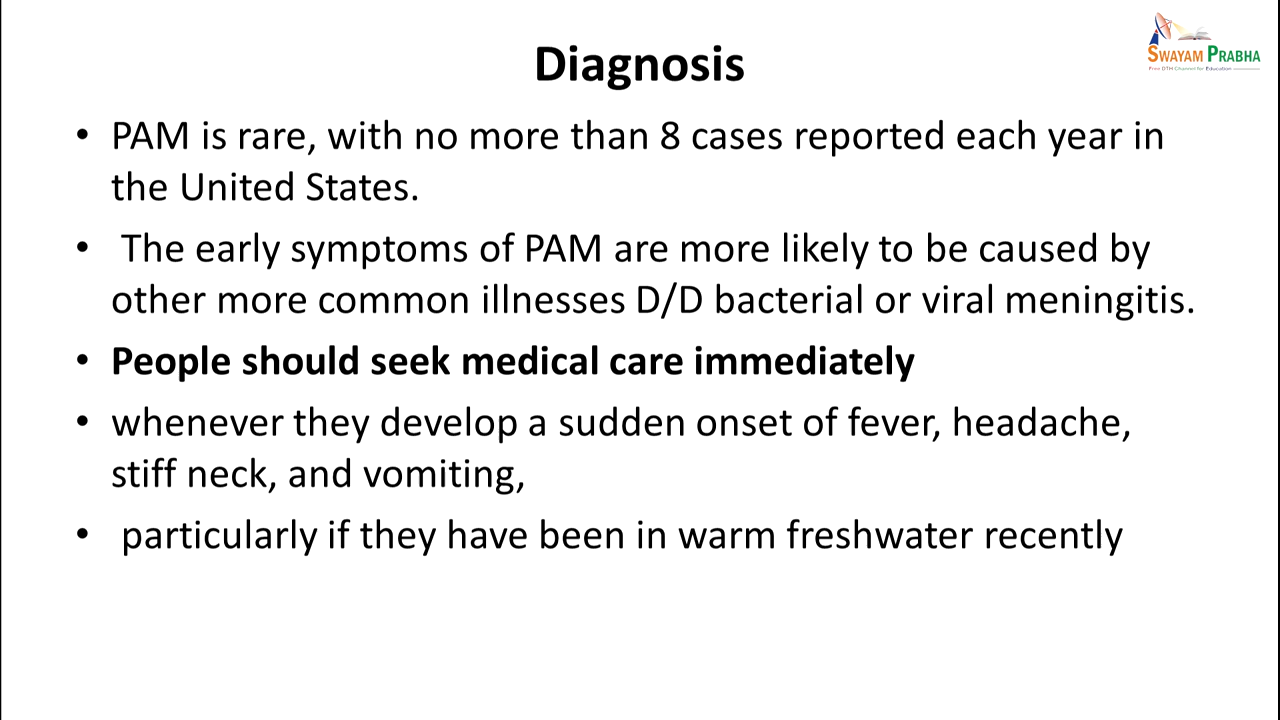 SWAYAM PRABHA
Free DTH Channel for Education
Diagnosis
• PAM is rare, with no more than 8 cases reported each year in
the United States.
• The early symptoms of PAM are more likely to be caused by
other more common illnesses D/D bacterial or viral meningitis.
• People should seek medical care immediately
• whenever they develop a sudden onset of fever, headache,
stiff neck, and vomiting,
• particularly if they have been in warm freshwater recently